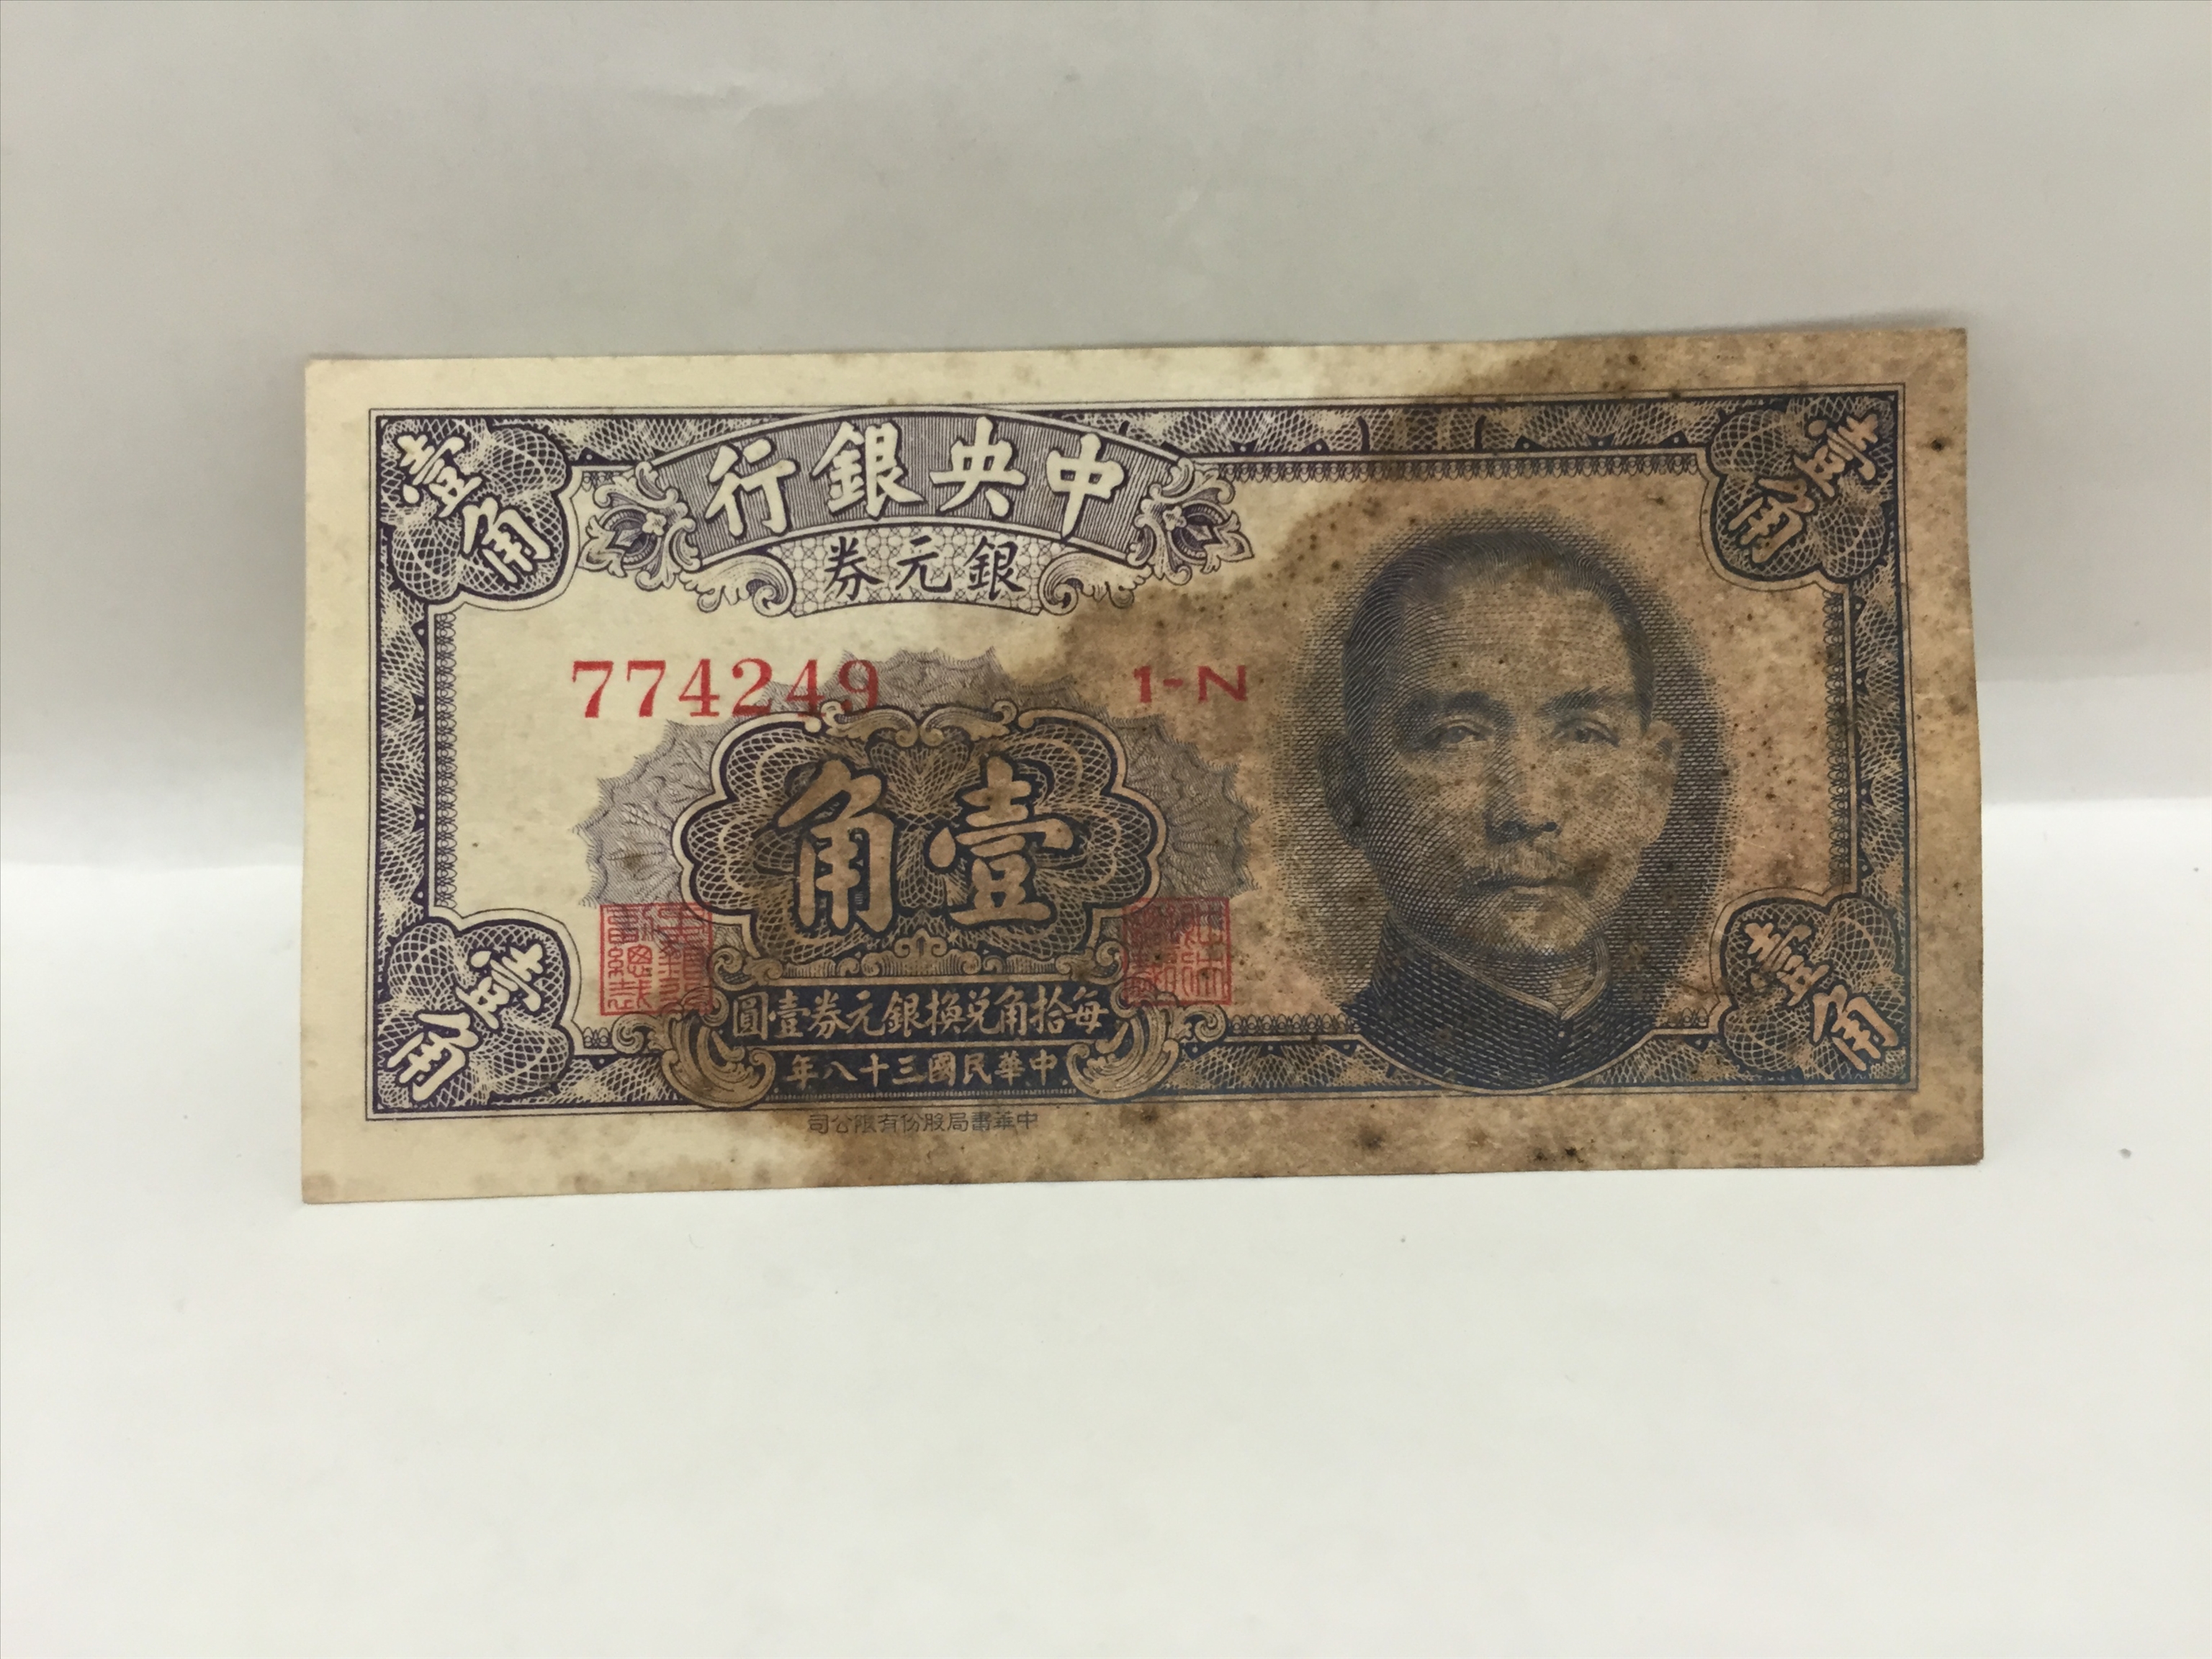 中央銀行
銀元券
壹角
壹角
774249
1-N
壹角
每拾角兌換銀元券壹圓
中華民國三十八年
壹角
壹角
中華書局股份有限公司